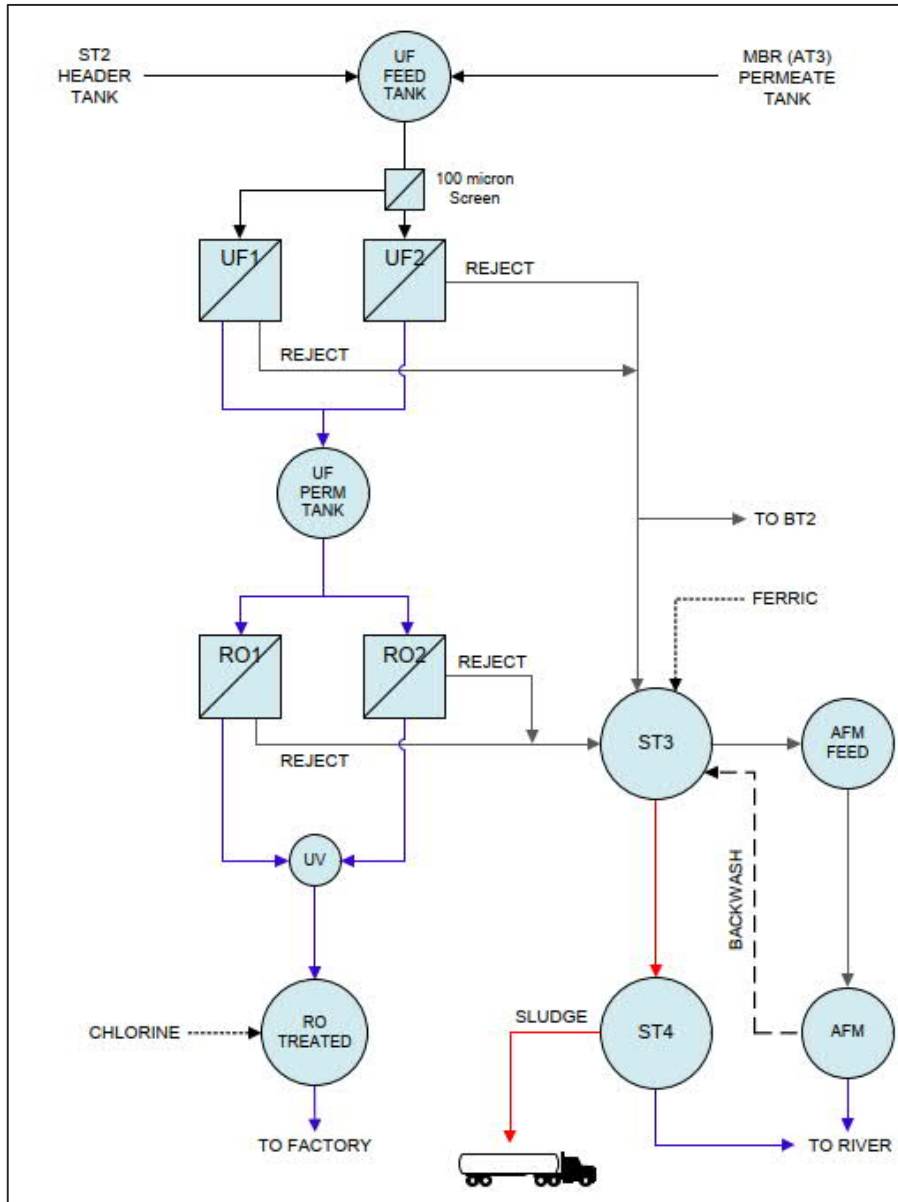 ST2
HEADER
TANK
UF
FEED
TANK
MBR (AT3)
PERMEATE
TANK
100 micron
Screen
UF1
UF2
REJECT
REJECT
UF
PERM
TANK
TO BT2
FERRIC
RO1
RO2
REJECT
REJECT
ST3
AFM
FEED
UV
BACKWASH
CHLORINE
RO
TREATED
SLUDGE
ST4
AFM
TO FACTORY
TO RIVER